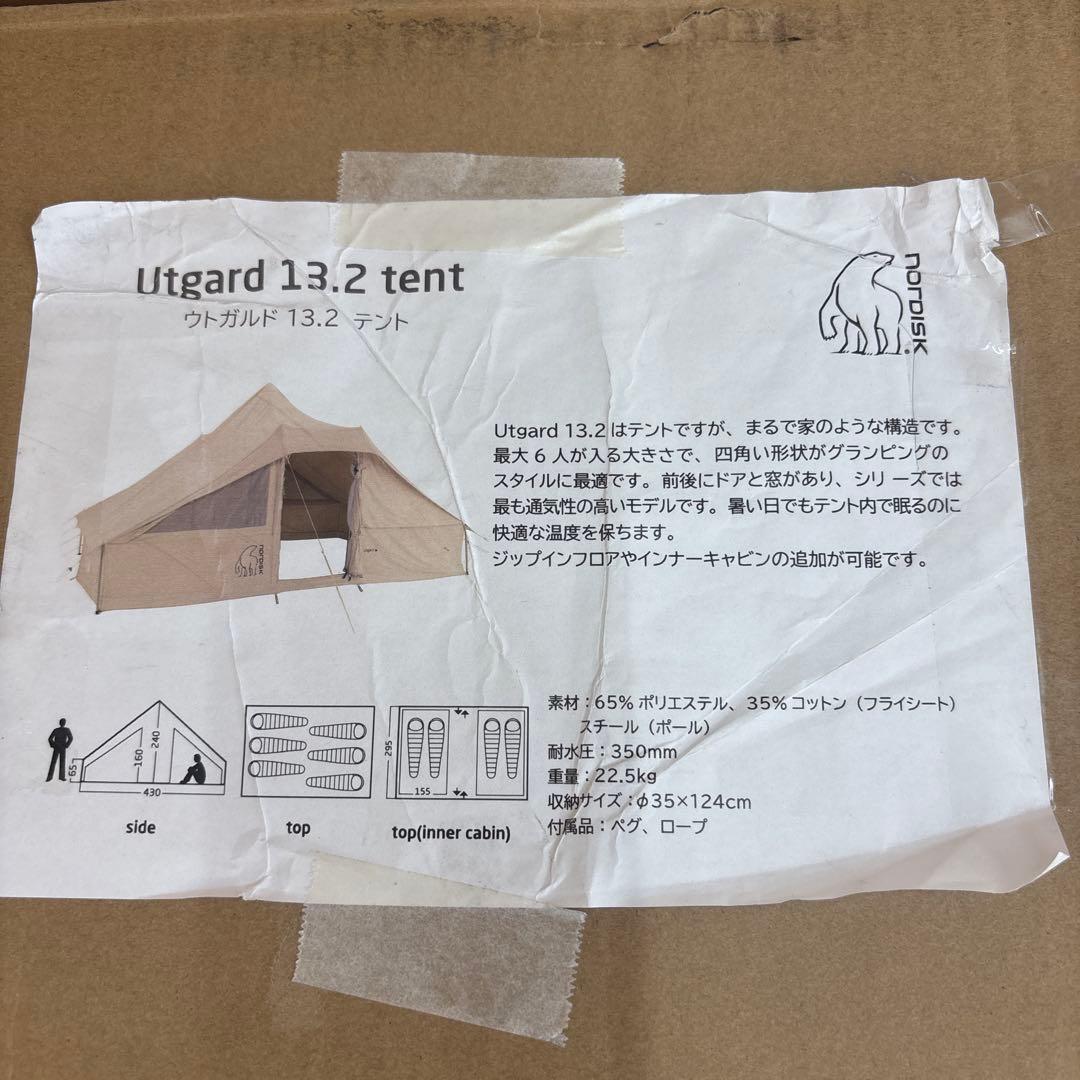 Utgard 13.2 tent
ウトガルド 13.2 テント
NORDISK
Utgard 13.2 はテントですが、まるで家のような構造です。
最大 6 人が入る大きさで、四角い形状がグランピングの
スタイルに最適です。前後にドアと窓があり、シリーズでは
最も通気性の高いモデルです。暑い日でもテント内で眠るのに
快適な温度を保ちます。
ジップインフロアやインナーキャビンの追加が可能です。
NORDISK
65
160
240
430
side
top
295
155
top(inner cabin)
素材：65% ポリエステル、35% コットン（フライシート）
スチール（ポール）
耐水圧：350mm
重量：22.5kg
収納サイズ：φ35×124cm
付属品：ペグ、ロープ